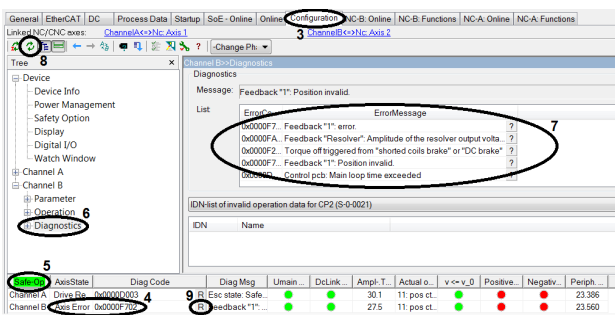 General EtherCAT DC Process Data Startup SoE - Online Online Configuration NC-B: Online NC-B: Functions NC-A: Online NC-A: Functions
Linked NC/CNC axes: ChannelA<=>Nc: Axis 1 3 ChannelB<=>Nc: Axis 2
? -Change Ph:
8
Tree × Channel B>>Diagnostics
Device Diagnostics
Device Info Message: Feedback "1": Position invalid.
Power Management
Safety Option List ErrorCo ErrorMessage
Display 0x0000F7... Feedback "1": error. ? 7
Digital I/O 0x0000FA... Feedback "Resolver": Amplitude of the resolver output volta... ?
Watch Window 0x0000F2... Torque off triggered from "shorted coils brake" or "DC brake" ?
Channel A 0x0000F7... Feedback "1": Position invalid. ?
Channel B Control pcb: Main loop time exceeded ?
Parameter
Operation 6 IDN-list of invalid operation data for CP2 (S-0-0021)
Diagnostics IDN Name
5
Safe-Op AxisState Diag Code Diag Msg Umain... DcLink... Ampl-T... Actual o... v <= v_0 Positive... Negativ... Periph....
Channel A Drive Re 0x0000D003 4 9 R Esc state: Safe... 30.1 11: pos ct... 23.386
Channel B Axis Error 0x0000F702 R Feedback "1":... 27.5 11: pos ct... 23.560